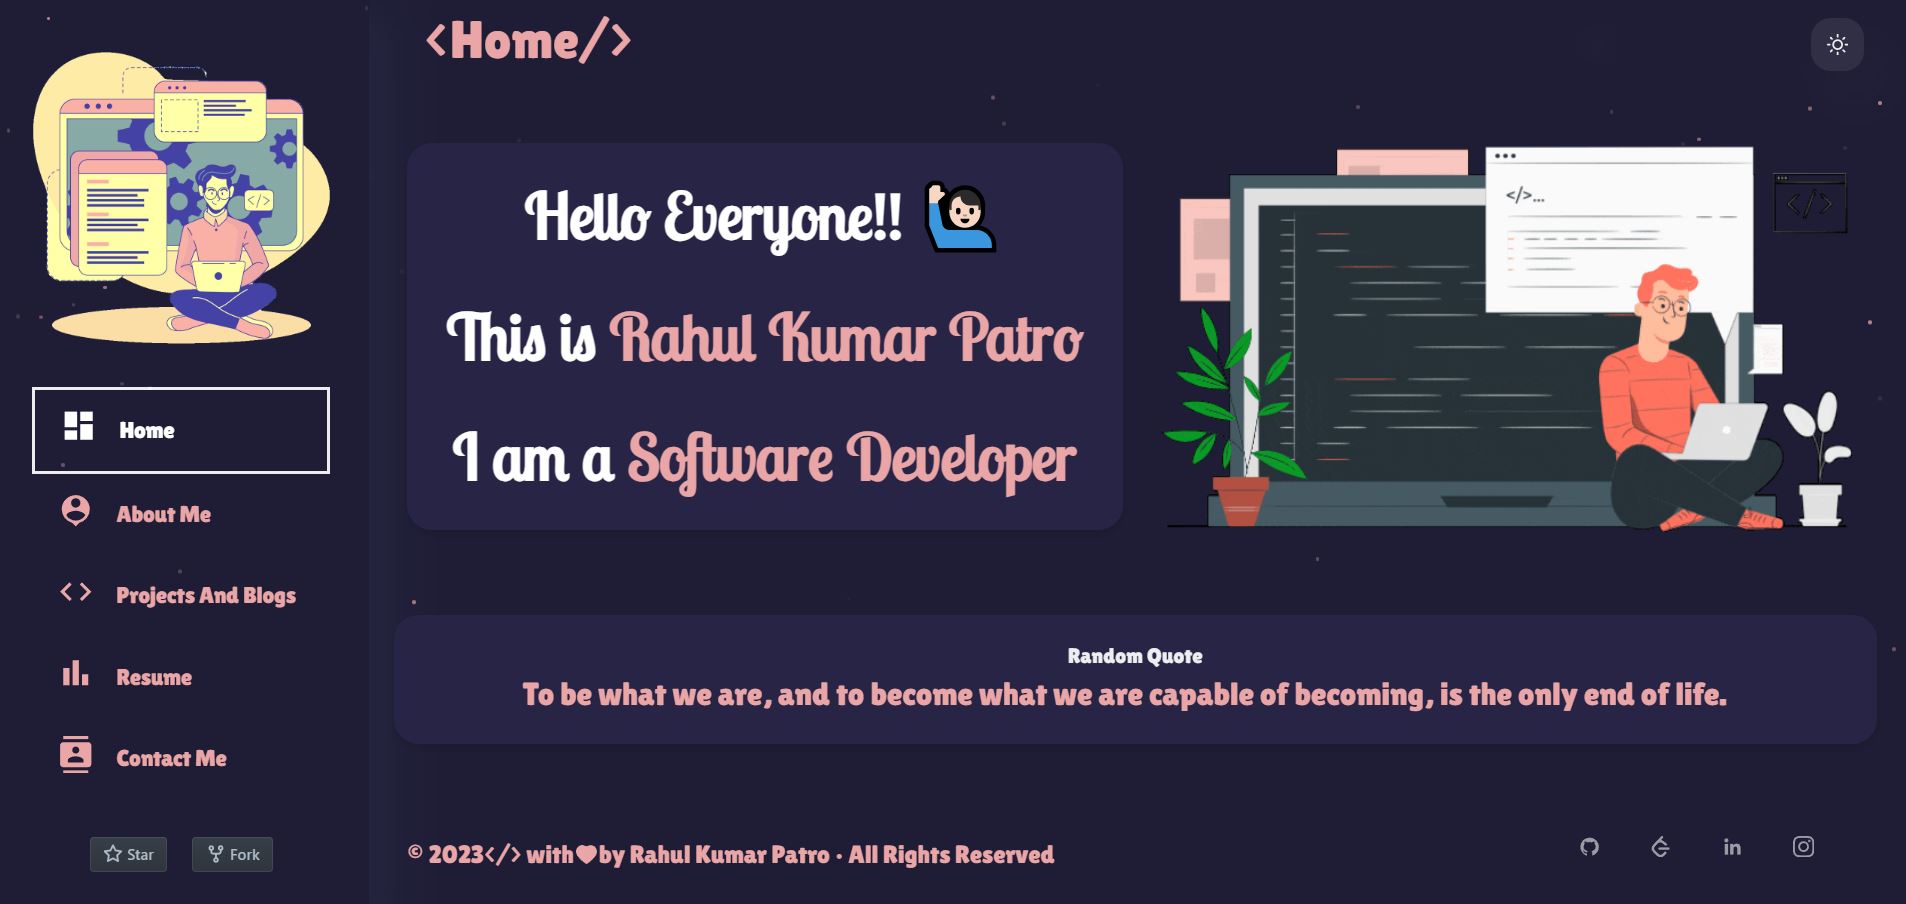 <Home/>
Hello Everyone!!
This is Rahul Kumar Patro
I am a Software Developer
</>
</>...
</>
Home
About Me
Projects And Blogs
Resume
Contact Me
Star
Fork
Random Quote
To be what we are, and to become what we are capable of becoming, is the only end of life.
© 2023</> with❤by Rahul Kumar Patro · All Rights Reserved
in